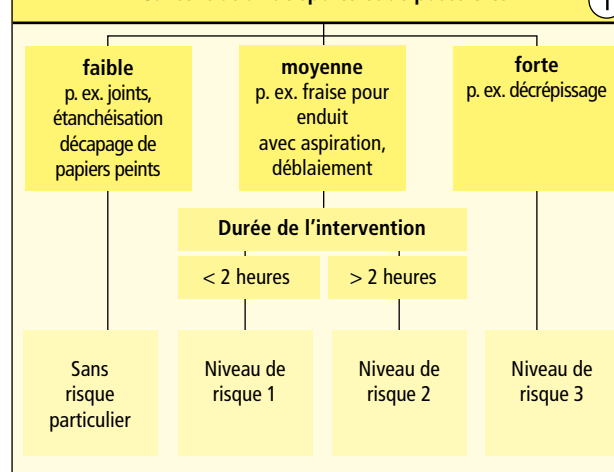 faible
p. ex. joints,
étanchéisation
décapage de
papiers peints
moyenne
p. ex. fraise pour
enduit
avec aspiration,
déblaiement
forte
p. ex. décrépissage
Durée de l’intervention
< 2 heures
> 2 heures
Sans
risque
particulier
Niveau de
risque 1
Niveau de
risque 2
Niveau de
risque 3